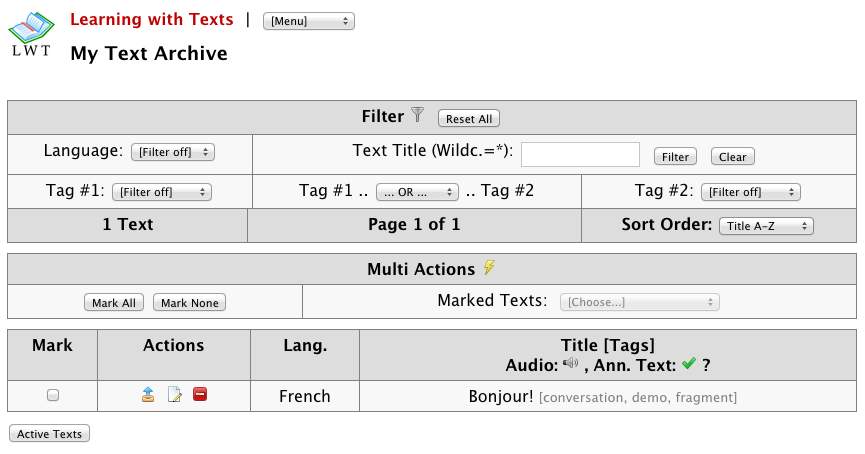 Learning with Texts | [Menu]
LWT
My Text Archive
Filter Reset All
Language: [Filter off] Text Title (Wildc.=*): Filter Clear
Tag #1: [Filter off] Tag #1 .. ... OR ... .. Tag #2 Tag #2: [Filter off]
1 Text Page 1 of 1 Sort Order: Title A-Z
Multi Actions
Mark All Mark None Marked Texts: [Choose...]
Mark Actions Lang. Title [Tags]
Audio: , Ann. Text: ?
French Bonjour! [conversation, demo, fragment]
Active Texts